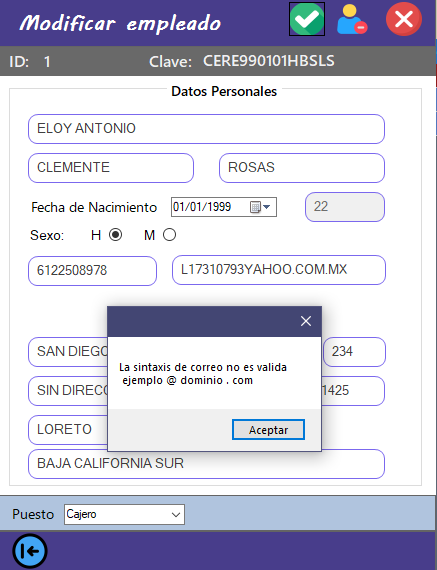 Modificar empleado
ID: 1 Clave: CERE990101HBSLS
Datos Personales
ELOY ANTONIO
CLEMENTE ROSAS
Fecha de Nacimiento 01/01/1999 22
Sexo: H M
6122508978 L17310793YAHOO.COM.MX
SAN DIEGO 234
La sintaxis de correo no es valida
ejemplo @ dominio . com
SIN DIREC 1425
Aceptar
LORETO
BAJA CALIFORNIA SUR
Puesto Cajero